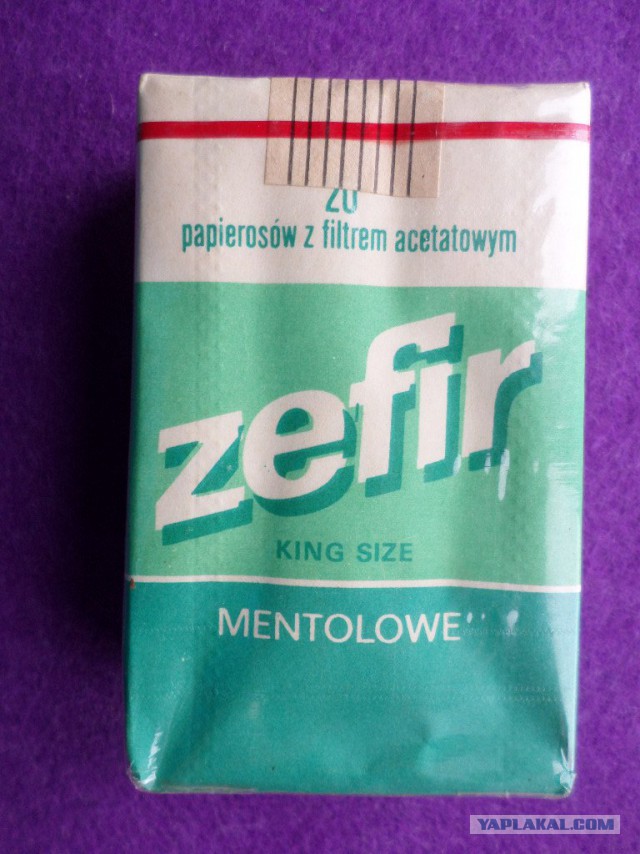 20
papierosów z filtrem acetatowym
zefir
KING SIZE
MENTOLOWE
YAPLAKAL.COM